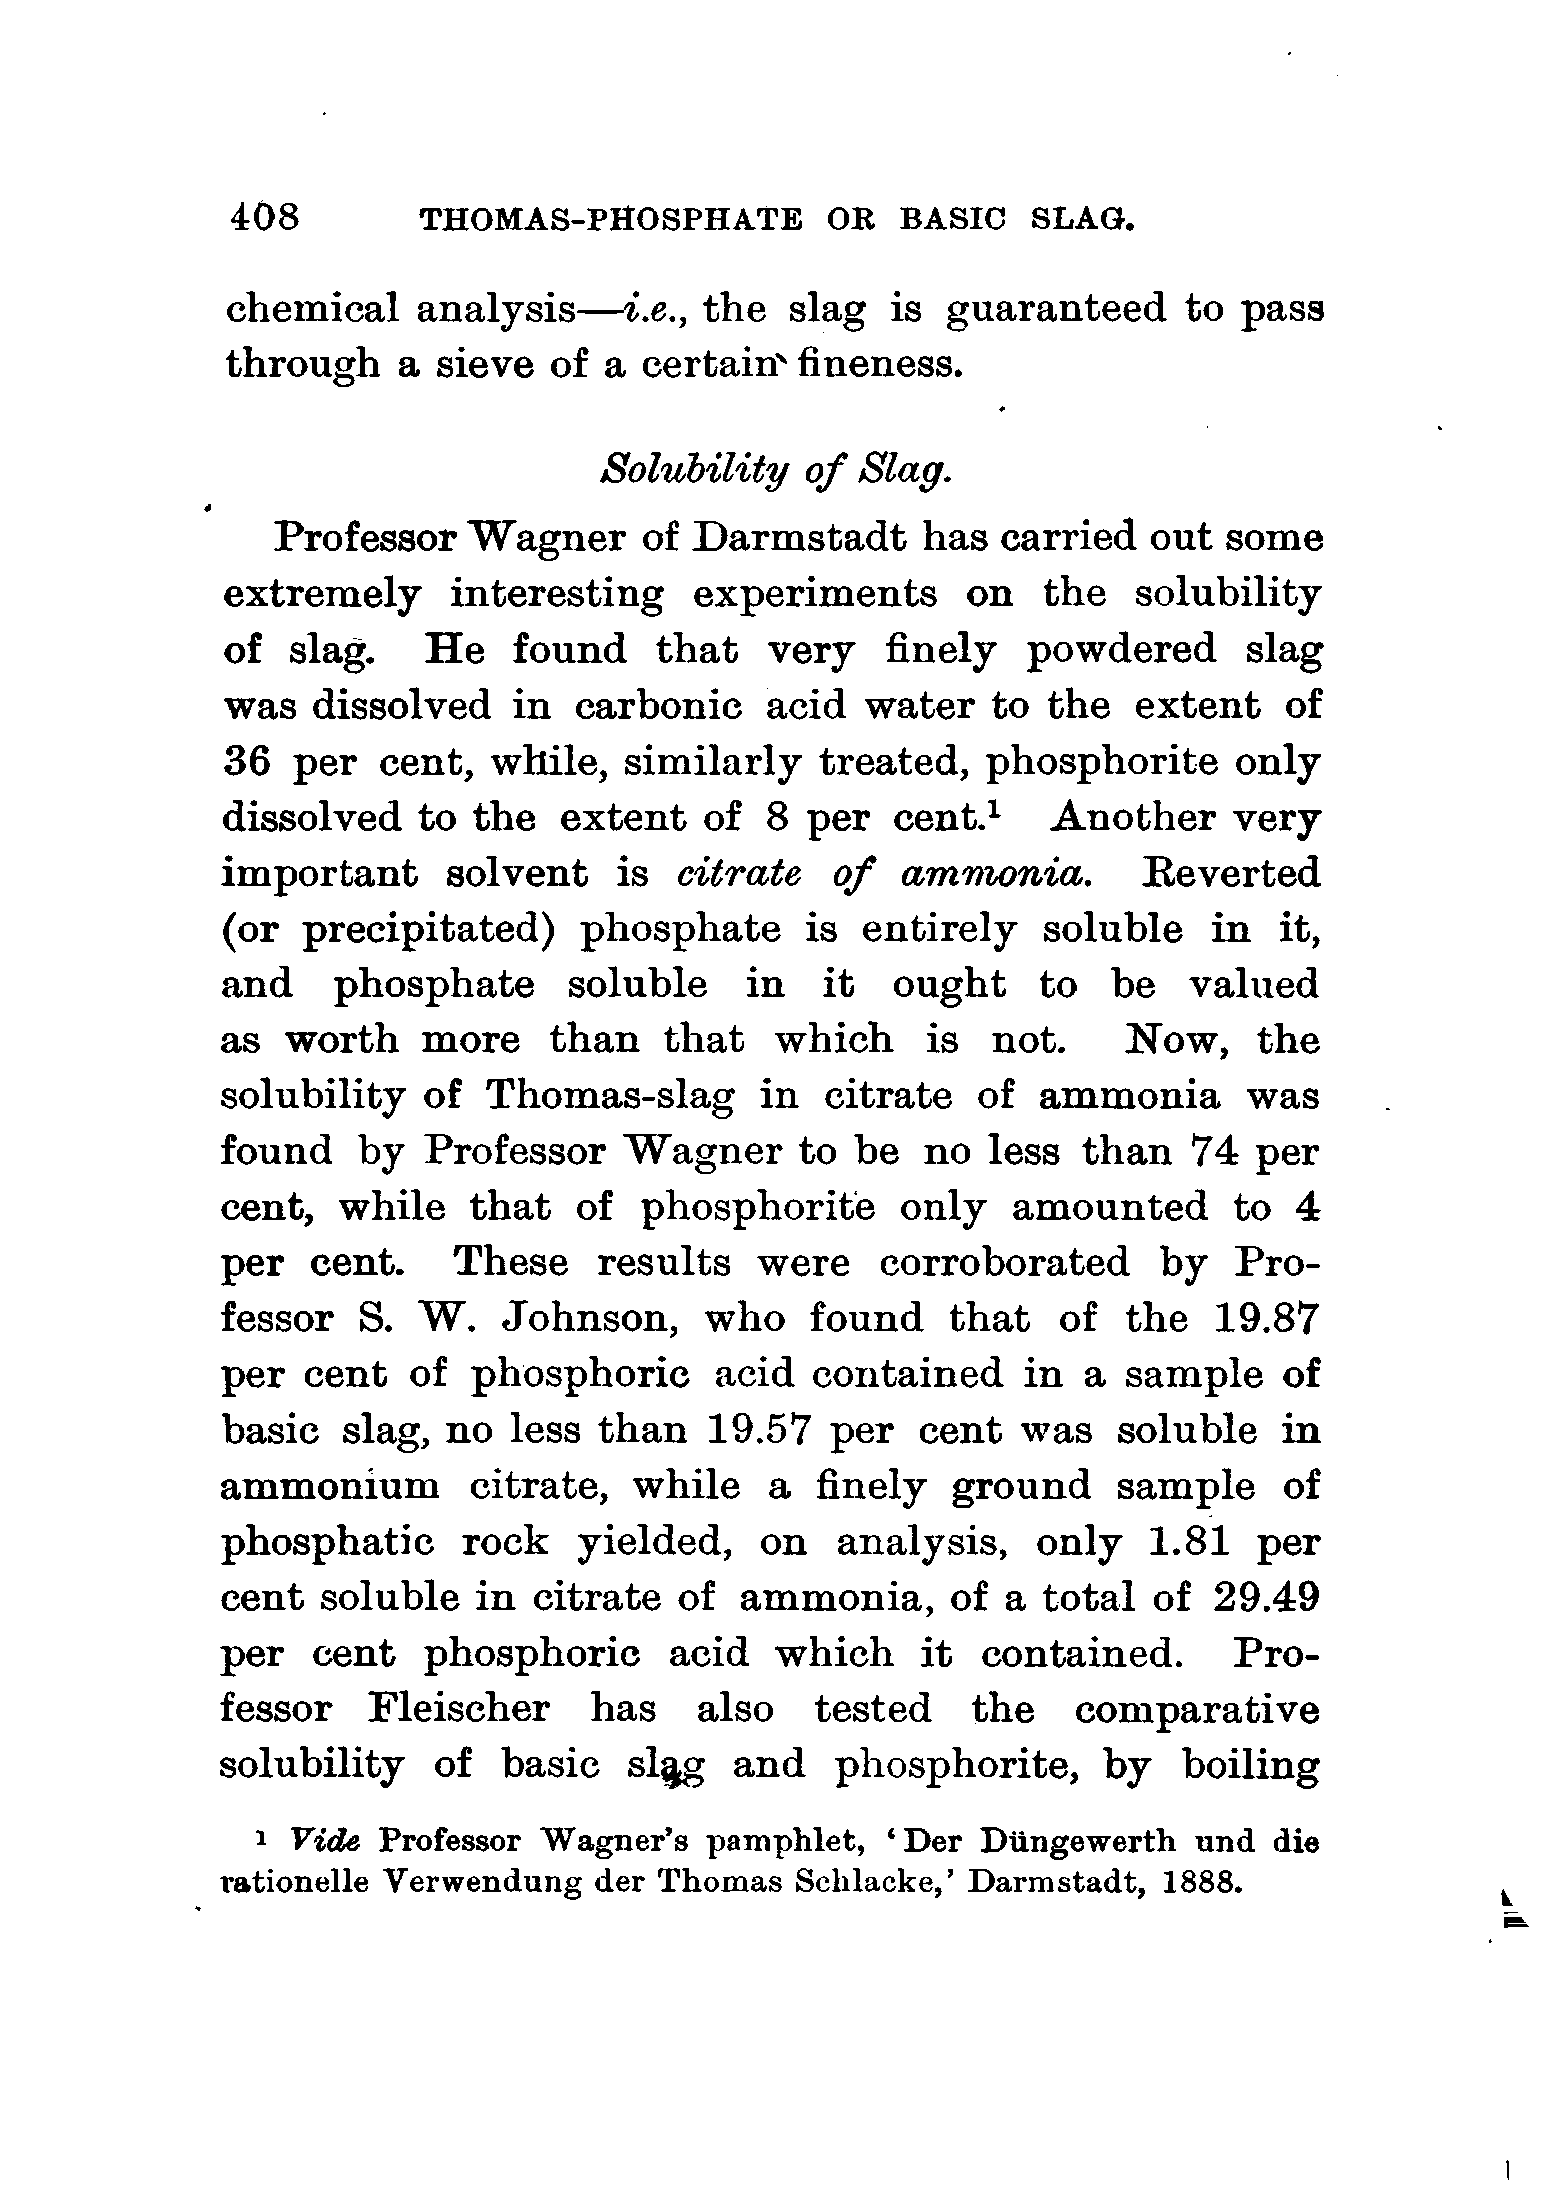 408 THOMAS-PHOSPHATE OR BASIC SLAG.
chemical analysis—i.e., the slag is guaranteed to pass
through a sieve of a certain fineness.
Solubility of Slag.
Professor Wagner of Darmstadt has carried out some
extremely interesting experiments on the solubility
of slag. He found that very finely powdered slag
was dissolved in carbonic acid water to the extent of
36 per cent, while, similarly treated, phosphorite only
dissolved to the extent of 8 per cent.¹ Another very
important solvent is citrate of ammonia. Reverted
(or precipitated) phosphate is entirely soluble in it,
and phosphate soluble in it ought to be valued
as worth more than that which is not. Now, the
solubility of Thomas-slag in citrate of ammonia was
found by Professor Wagner to be no less than 74 per
cent, while that of phosphorite only amounted to 4
per cent. These results were corroborated by Pro-
fessor S. W. Johnson, who found that of the 19.87
per cent of phosphoric acid contained in a sample of
basic slag, no less than 19.57 per cent was soluble in
ammonium citrate, while a finely ground sample of
phosphatic rock yielded, on analysis, only 1.81 per
cent soluble in citrate of ammonia, of a total of 29.49
per cent phosphoric acid which it contained. Pro-
fessor Fleischer has also tested the comparative
solubility of basic slag and phosphorite, by boiling
¹ Vide Professor Wagner's pamphlet, ‘Der Düngewerth und die
rationelle Verwendung der Thomas Schlacke,’ Darmstadt, 1888.